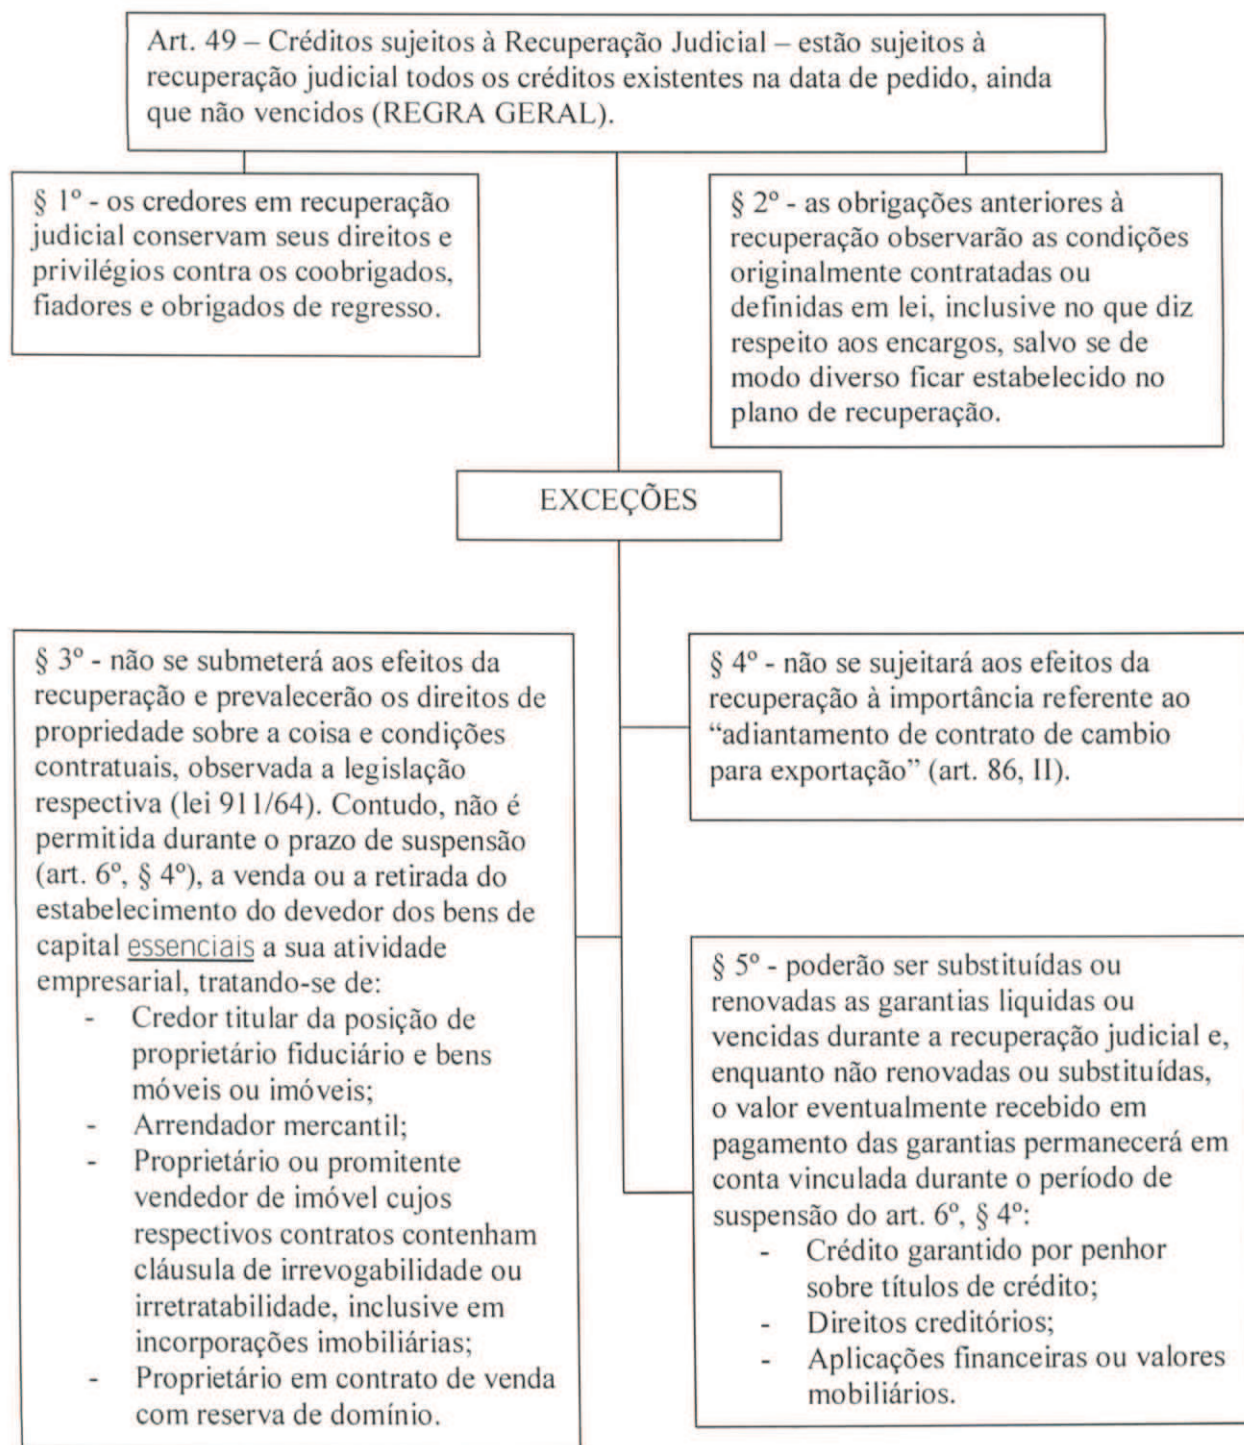 Art. 49 – Créditos sujeitos à Recuperação Judicial – estão sujeitos à
recuperação judicial todos os créditos existentes na data de pedido, ainda
que não vencidos (REGRA GERAL).
§ 1º - os credores em recuperação
judicial conservam seus direitos e
privilégios contra os coobrigados,
fiadores e obrigados de regresso.
§ 2º - as obrigações anteriores à
recuperação observarão as condições
originalmente contratadas ou
definidas em lei, inclusive no que diz
respeito aos encargos, salvo se de
modo diverso ficar estabelecido no
plano de recuperação.
EXCEÇÕES
§ 3º - não se submeterá aos efeitos da
recuperação e prevalecerão os direitos de
propriedade sobre a coisa e condições
contratuais, observada a legislação
respectiva (lei 911/64). Contudo, não é
permitida durante o prazo de suspensão
(art. 6º, § 4º), a venda ou a retirada do
estabelecimento do devedor dos bens de
capital essenciais a sua atividade
empresarial, tratando-se de:
- Credor titular da posição de
proprietário fiduciário e bens
móveis ou imóveis;
- Arrendador mercantil;
- Proprietário ou promitente
vendedor de imóvel cujos
respectivos contratos contenham
cláusula de irrevogabilidade ou
irretratabilidade, inclusive em
incorporações imobiliárias;
- Proprietário em contrato de venda
com reserva de domínio.
§ 4º - não se sujeitará aos efeitos da
recuperação à importância referente ao
“adiantamento de contrato de cambio
para exportação” (art. 86, II).
§ 5º - poderão ser substituídas ou
renovadas as garantias liquidas ou
vencidas durante a recuperação judicial e,
enquanto não renovadas ou substituídas,
o valor eventualmente recebido em
pagamento das garantias permanecerá em
conta vinculada durante o período de
suspensão do art. 6º, § 4º:
- Crédito garantido por penhor
sobre títulos de crédito;
- Direitos creditórios;
- Aplicações financeiras ou valores
mobiliários.